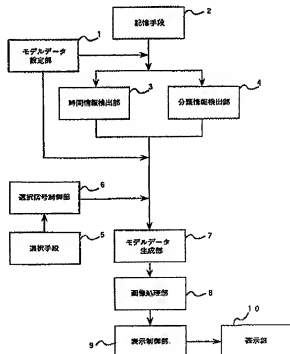 2
記憶手段
1
モデルデータ
設定部
3
時間情報検出部
4
分類情報検出部
6
選択信号制御部
5
選択手段
モデルデータ
生成部
7
画像処理部
8
9
表示制御部
10
表示部